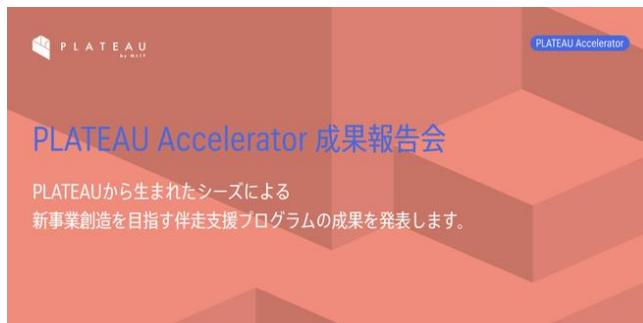 PLATEAU
by MLIT
PLATEAU Accelerator
PLATEAU Accelerator 成果報告会
PLATEAUから生まれたシーズによる
新事業創造を目指す伴走支援プログラムの成果を発表します。